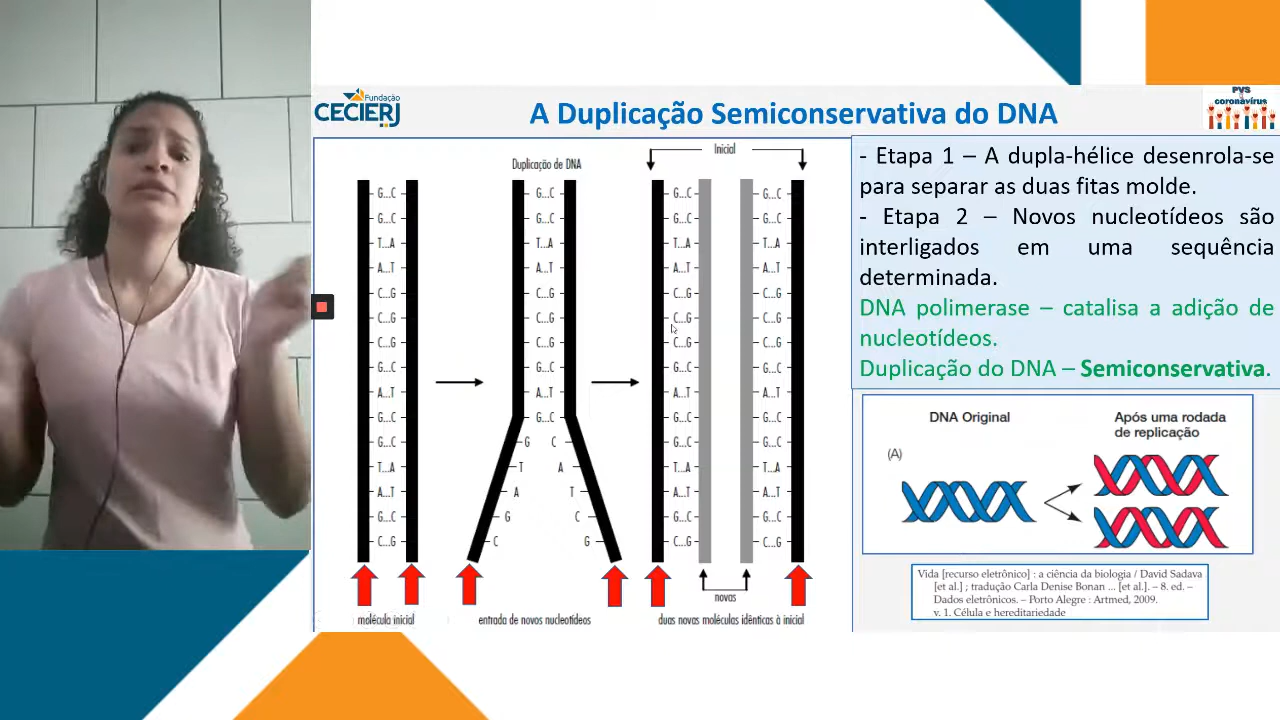 Fundação
CECIERJ
A Duplicação Semiconservativa do DNA
PVS
coronavírus
Duplicação de DNA
Inicial
G...C G...C G...C G...C
G...C G...C G...C G...C
T...A T...A T...A T...A
A...T A...T A...T A...T
C...G C...G C...G C...G
C...G C...G C...G C...G
G...C G...C G...C G...C
G...C G...C G...C G...C
A...T A...T A...T A...T
G...C G...C G...C G...C
G...C G C G...C G...C
T...A T A T...A T...A
A...T A T A...T A...T
G...C G C G...C G...C
C...G C G C...G C...G
novas
molécula inicial
entrada de novos nucleotídeos
duas novas moléculas idênticas à inicial
- Etapa 1 – A dupla-hélice desenrola-se
para separar as duas fitas molde.
- Etapa 2 – Novos nucleotídeos são
interligados em uma sequência
determinada.
DNA polimerase – catalisa a adição de
nucleotídeos.
Duplicação do DNA – Semiconservativa.
DNA Original
Após uma rodada
de replicação
(A)
Vida [recurso eletrônico] : a ciência da biologia / David Sadava
[et al.] ; tradução Carla Denise Bonan ... [et al.]. – 8. ed. –
Dados eletrônicos. – Porto Alegre : Artmed, 2009.
v. 1. Célula e hereditariedade